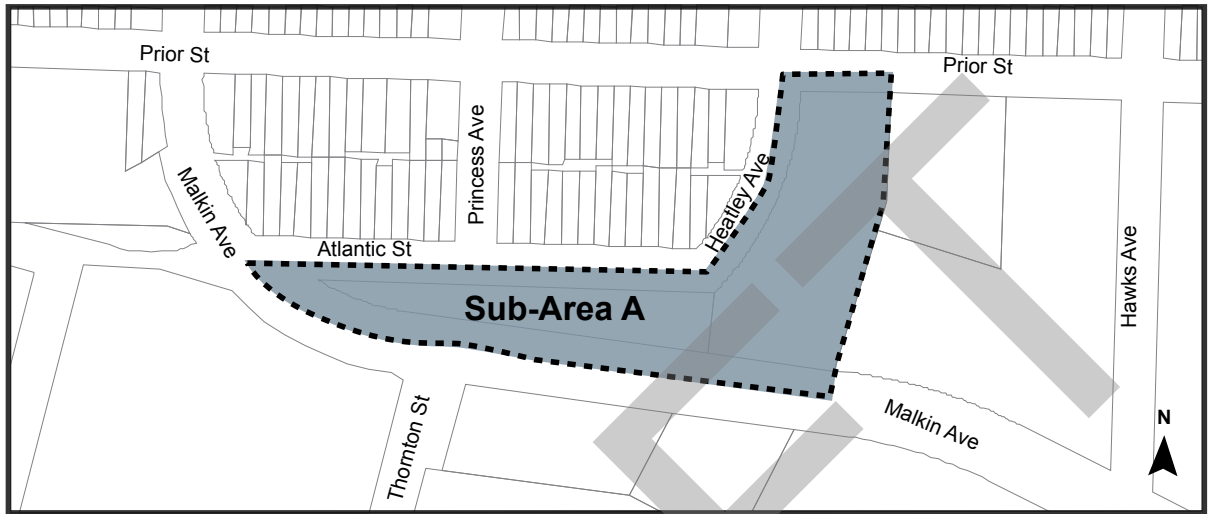 Prior St
Prior St
Princess Ave
Malkin Ave
Heatley Ave
Atlantic St
Sub-Area A
Hawks Ave
Malkin Ave
Thornton St
N